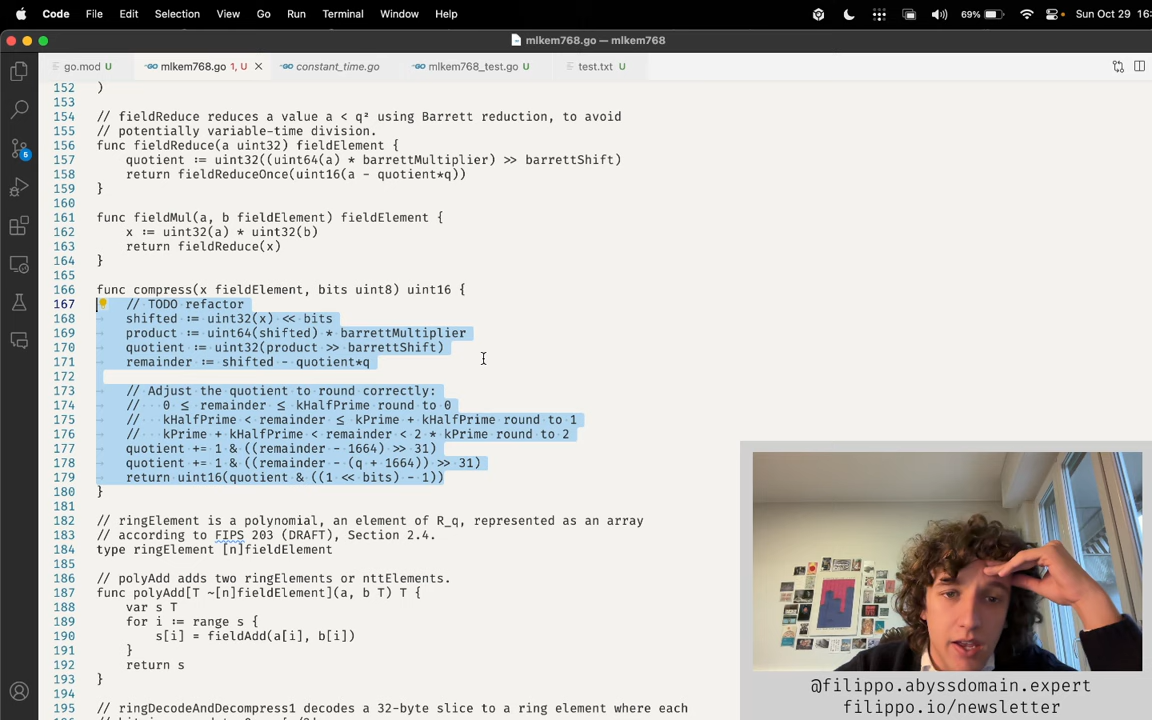 Code File Edit Selection View Go Run Terminal Window Help 69% Sun Oct 29 16:
mlkem768.go — mlkem768
go.mod U mlkem768.go 1, U constant_time.go mlkem768_test.go U test.txt U
152 )
153
154 // fieldReduce reduces a value a < q² using Barrett reduction, to avoid
155 // potentially variable-time division.
156 func fieldReduce(a uint32) fieldElement {
157 quotient := uint32((uint64(a) * barrettMultiplier) >> barrettShift)
158 return fieldReduceOnce(uint16(a - quotient*q))
159 }
160
161 func fieldMul(a, b fieldElement) fieldElement {
162 x := uint32(a) * uint32(b)
163 return fieldReduce(x)
164 }
165
166 func compress(x fieldElement, bits uint8) uint16 {
167 // TODO refactor
168 shifted := uint32(x) << bits
169 product := uint64(shifted) * barrettMultiplier
170 quotient := uint32(product >> barrettShift)
171 remainder := shifted - quotient*q
172
173 // Adjust the quotient to round correctly:
174 // 0 ≤ remainder ≤ kHalfPrime round to 0
175 // kHalfPrime < remainder ≤ kPrime + kHalfPrime round to 1
176 // kPrime + kHalfPrime < remainder < 2 * kPrime round to 2
177 quotient += 1 & ((remainder - 1664) >> 31)
178 quotient += 1 & ((remainder - (q + 1664)) >> 31)
179 return uint16(quotient & ((1 << bits) - 1))
180 }
181
182 // ringElement is a polynomial, an element of R_q, represented as an array
183 // according to FIPS 203 (DRAFT), Section 2.4.
184 type ringElement [n]fieldElement
185
186 // polyAdd adds two ringElements or nttElements.
187 func polyAdd[T ~[n]fieldElement](a, b T) T {
188 var s T
189 for i := range s {
190 s[i] = fieldAdd(a[i], b[i])
191 }
192 return s
193 }
194
195 // ringDecodeAndDecompress1 decodes a 32-byte slice to a ring element where each
5
@filippo.abyssdomain.expert
filippo.io/newsletter